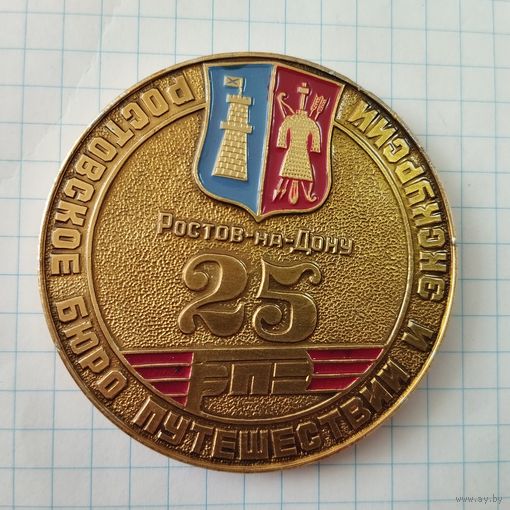 РОСТОВСКОЕ БЮРО ПУТЕШЕСТВИЙ И ЭКСКУРСИЙ
РОСТОВ-НА-ДОНУ
25
РПЭ
www.ay.by